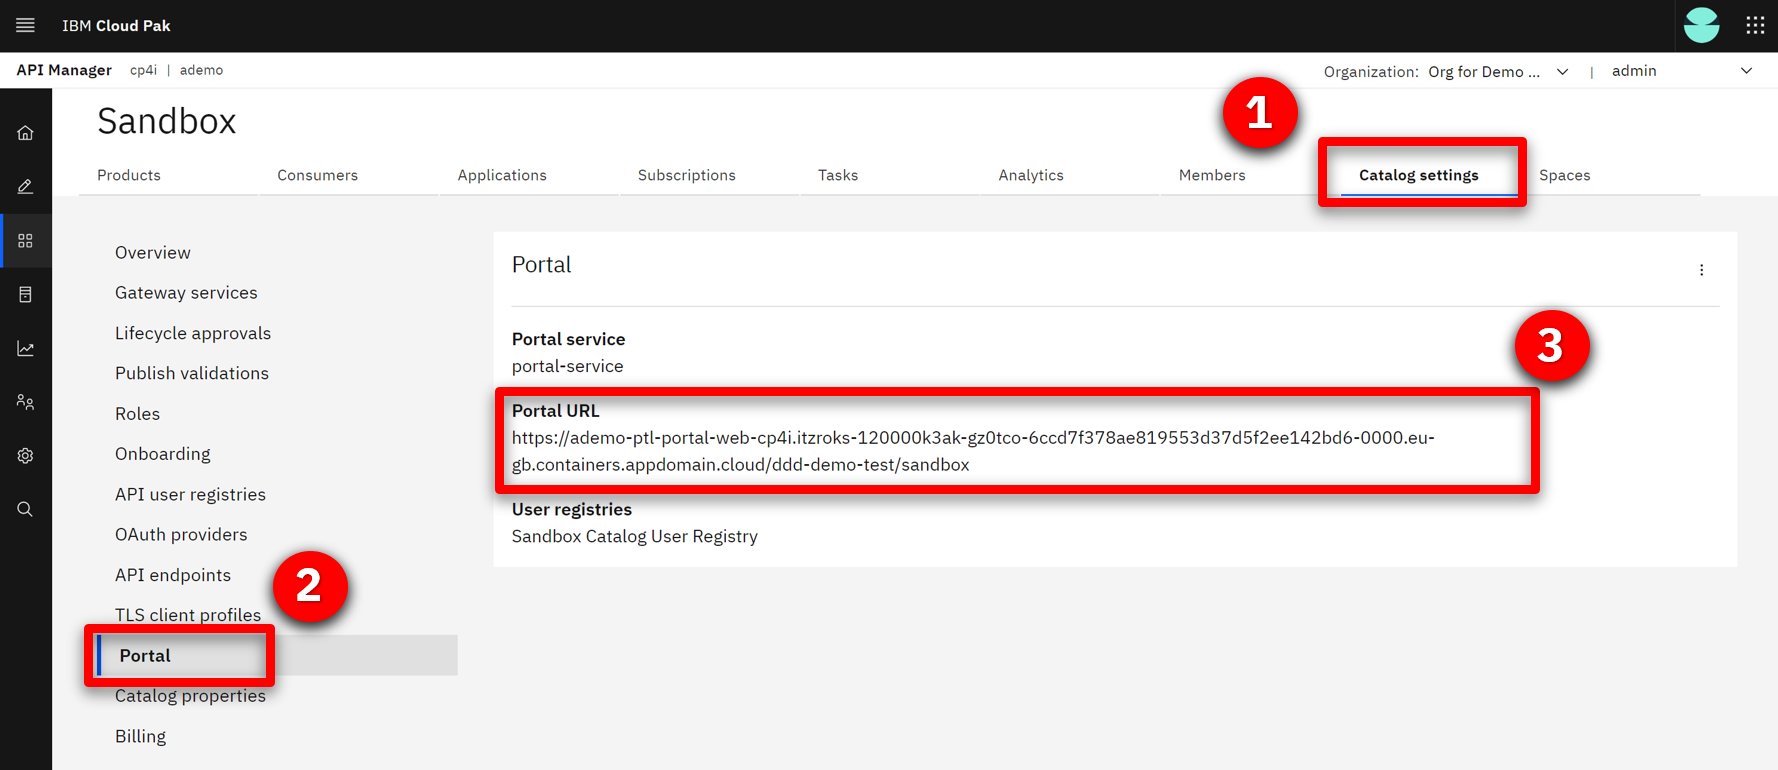 IBM Cloud Pak
API Manager cp4i | ademo
Organization: Org for Demo ... | admin
1
Sandbox
Products Consumers Applications Subscriptions Tasks Analytics Members Catalog settings Spaces
Overview
Gateway services
Lifecycle approvals
Publish validations
Roles
Onboarding
API user registries
OAuth providers
API endpoints
TLS client profiles
2
Portal
Catalog properties
Billing
Portal
Portal service
portal-service
3
Portal URL
https://ademo-ptl-portal-web-cp4i.itzroks-120000k3ak-gz0tco-6ccd7f378ae819553d37d5f2ee142bd6-0000.eu-
gb.containers.appdomain.cloud/ddd-demo-test/sandbox
User registries
Sandbox Catalog User Registry